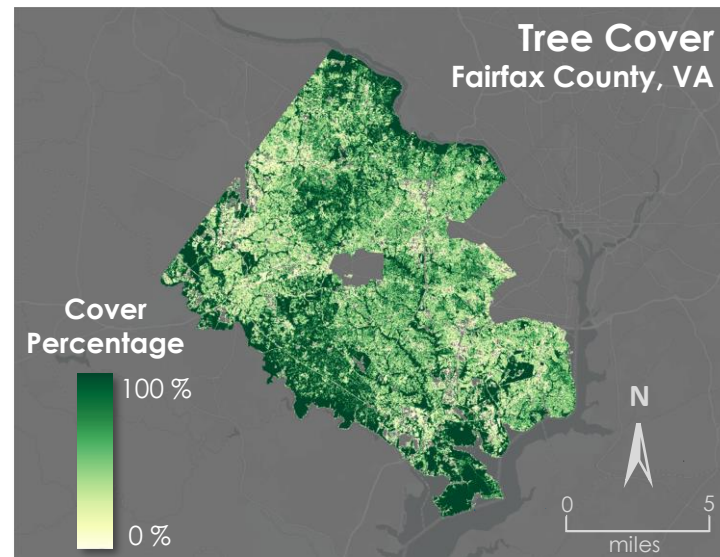 Tree Cover
Fairfax County, VA
Cover
Percentage
100 %
0 %
N
0 5
miles